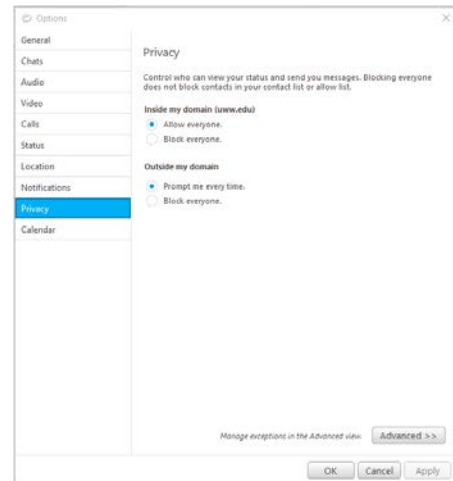 Options
General
Chats
Audio
Video
Calls
Status
Location
Notifications
Privacy
Calendar
Privacy
Control who can view your status and send you messages. Blocking everyone
does not block contacts in your contact list or allow list.
Inside my domain (uww.edu)
Allow everyone.
Block everyone.
Outside my domain
Prompt me every time.
Block everyone.
Manage exceptions in the Advanced view.
Advanced >>
OK
Cancel
Apply